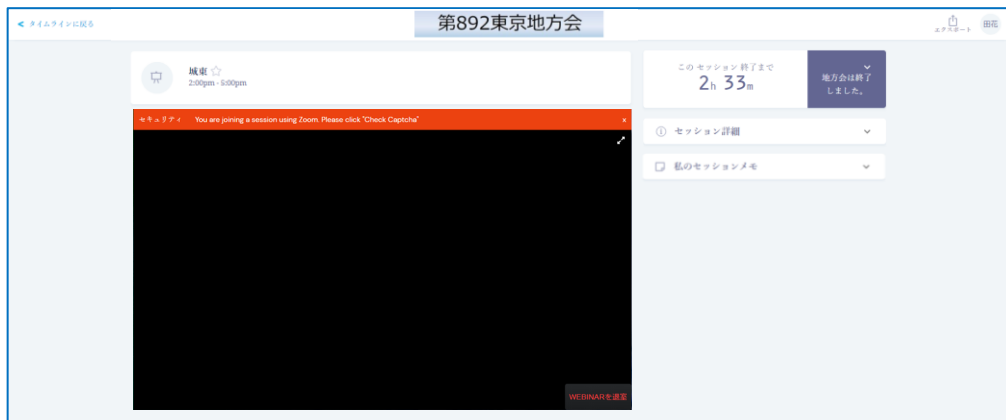 タイムラインに戻る
第892東京地方会
エクスポート
田花
城東
2:00pm - 5:00pm
セキュリティ You are joining a session using Zoom. Please click "Check Captcha" x
WEBINARを退室
このセッション終了まで
2h 33m
地方会は終了
しました。
セッション詳細
私のセッションメモ